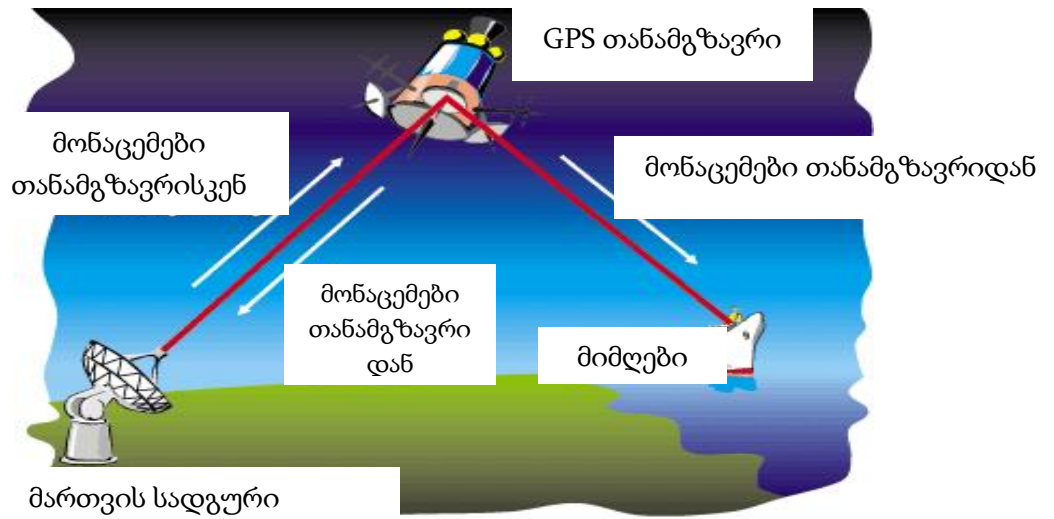 GPS თანამგზავრი
მონაცემები
თანამგზავრისკენ
მონაცემები თანამგზავრიდან
მონაცემები
თანამგზავრი
დან
მიმღები
მართვის სადგური